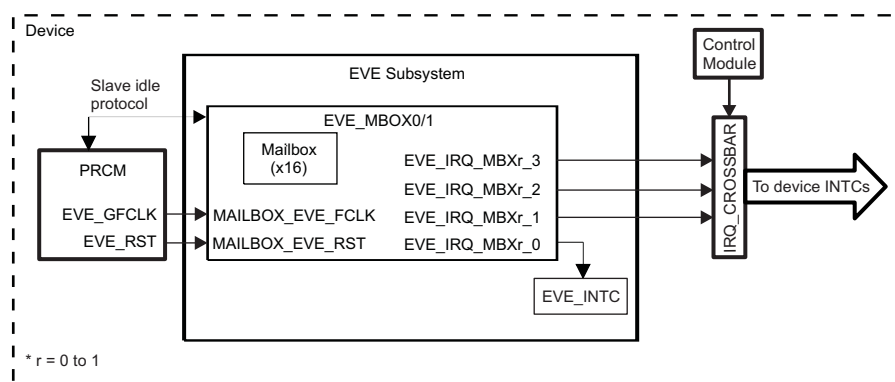 Device
Control
Module
EVE Subsystem
Slave idle
protocol
EVE_MBOX0/1
Mailbox
(x16)
PRCM
EVE_GFCLK
EVE_RST
MAILBOX_EVE_FCLK
MAILBOX_EVE_RST
EVE_IRQ_MBXr_3
EVE_IRQ_MBXr_2
EVE_IRQ_MBXr_1
EVE_IRQ_MBXr_0
EVE_INTC
IRQ_CROSSBAR
To device INTCs
* r = 0 to 1